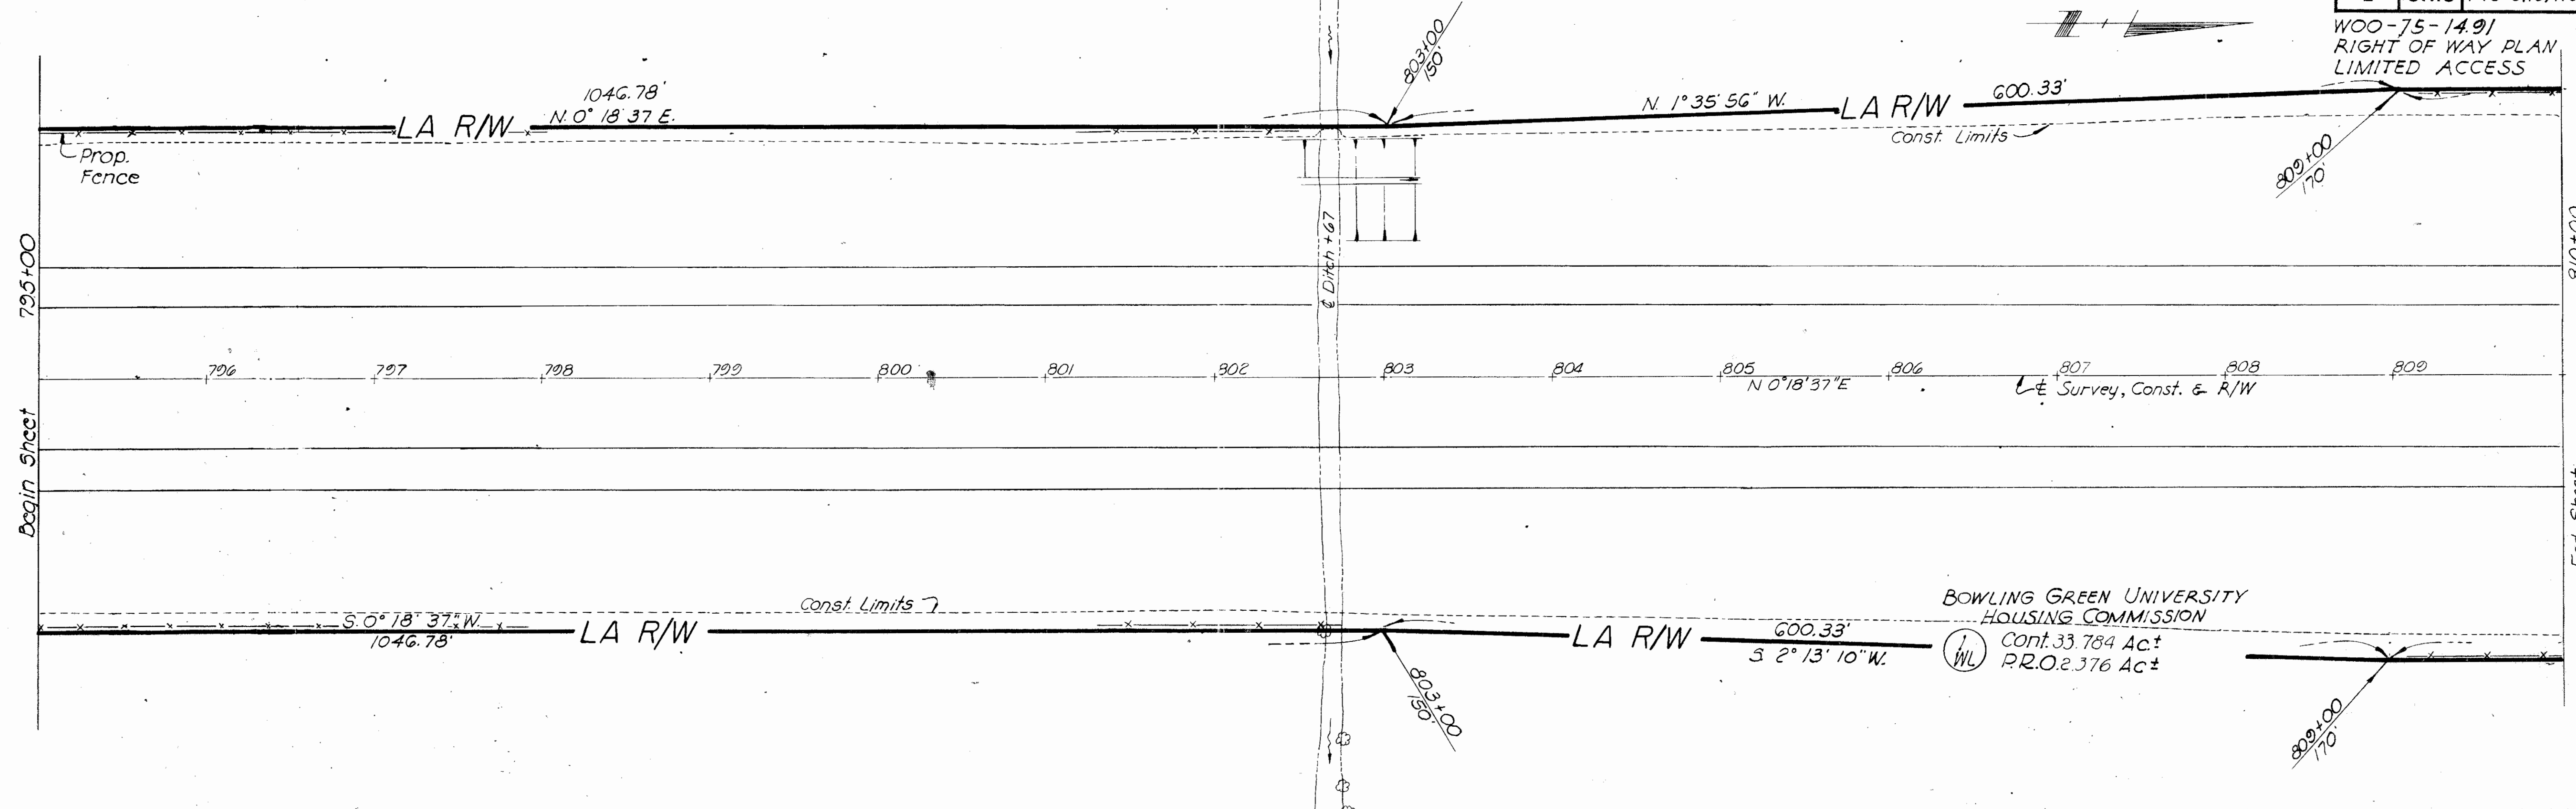 WOO-75-14.91
RIGHT OF WAY PLAN
LIMITED ACCESS
803+00
150'
1046.78'
N. 0° 18' 37 E.
LA R/W
N. 1° 35' 56" W.
LA R/W
600.33'
Const. Limits
Prop.
Fence
809+00
170'
795+00
Begin Sheet
₵ Ditch +67
810+00
796 797 798 799 800 801 802 803 804 805 806 807 808 809
N 0°18'37"E
₵ Survey, Const. & R/W
Const. Limits
S. 0° 18' 37" W.
1046.78'
LA R/W
LA R/W
600.33'
S. 2° 13' 10" W.
BOWLING GREEN UNIVERSITY
HOUSING COMMISSION
1
WL
Cont. 33.784 Ac±
P.R.O. 2.376 Ac±
803+00
150'
809+00
170'